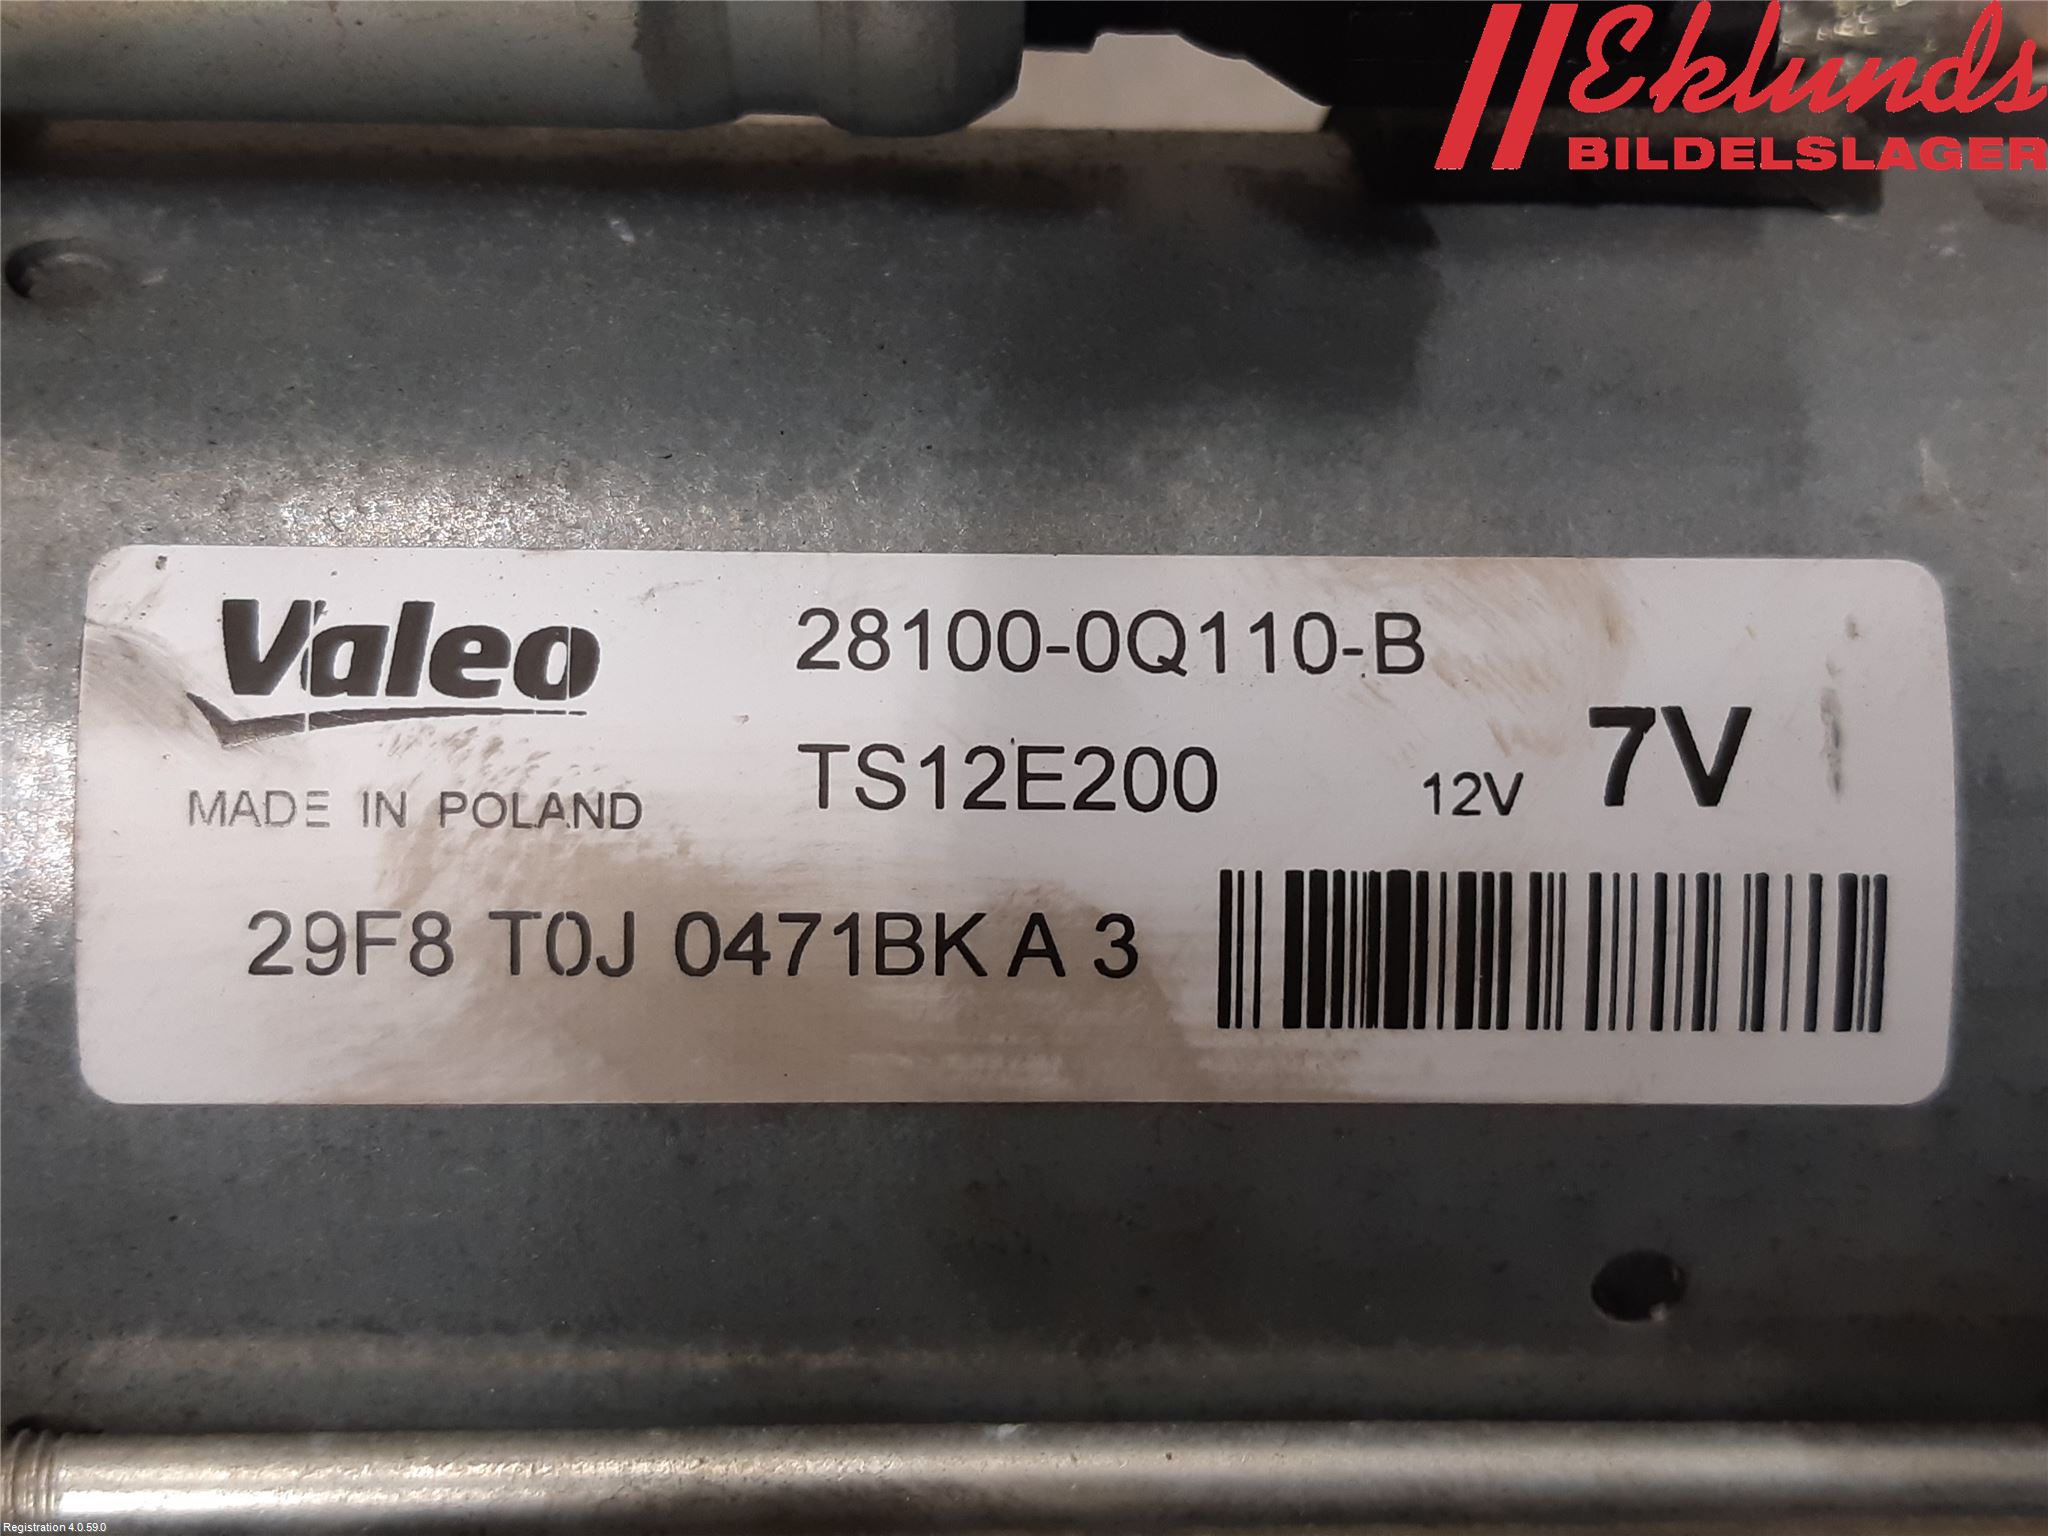 Eklunds
BILDELSLAGER
Valeo
28100-0Q110-B
TS12E200
12V
7V
MADE IN POLAND
29F8 T0J 0471BK A 3
Registration 4.0.59.0